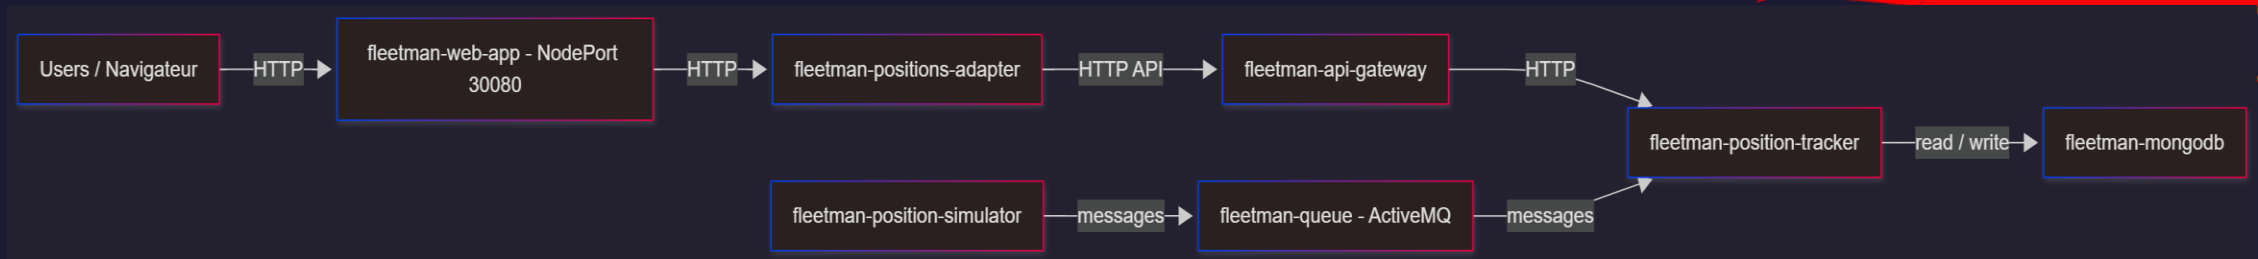 Users / Navigateur
HTTP
fleetman-web-app - NodePort
30080
HTTP
fleetman-positions-adapter
HTTP API
fleetman-api-gateway
HTTP
fleetman-position-simulator
messages
fleetman-queue - ActiveMQ
messages
fleetman-position-tracker
read / write
fleetman-mongodb